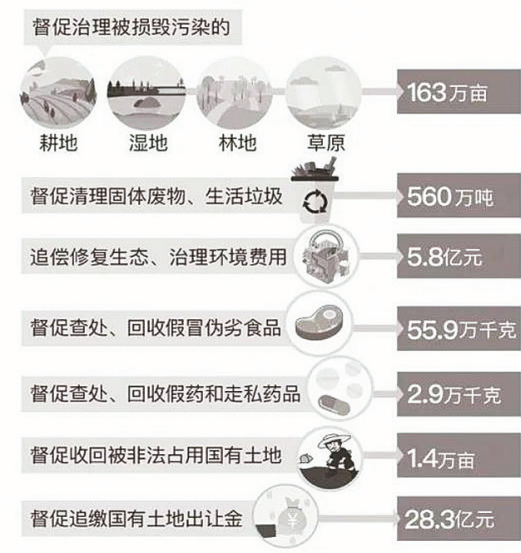 督促治理被损毁污染的
耕地 湿地 林地 草原
163万亩
督促清理固体废物、生活垃圾
560万吨
追偿修复生态、治理环境费用
5.8亿元
督促查处、回收假冒伪劣食品
55.9万千克
督促查处、回收假药和走私药品
2.9万千克
督促收回被非法占用国有土地
1.4万亩
督促追缴国有土地出让金
28.3亿元